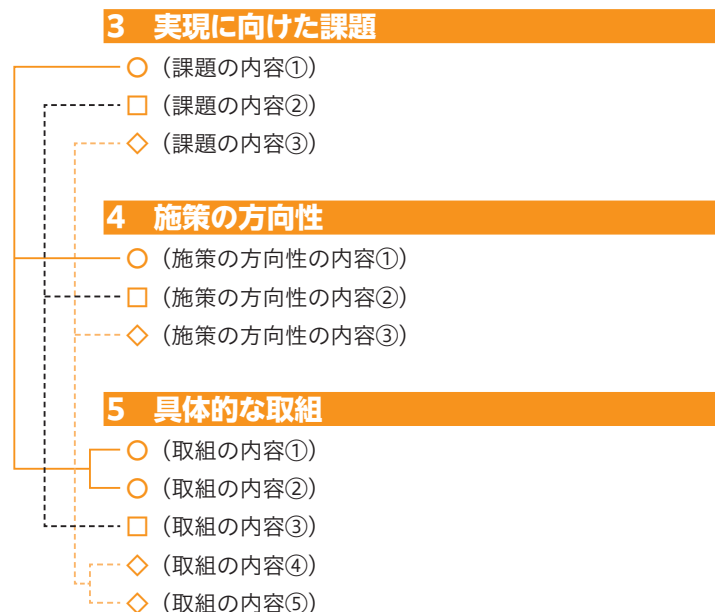 3 実現に向けた課題
○（課題の内容①）
□（課題の内容②）
◇（課題の内容③）
4 施策の方向性
○（施策の方向性の内容①）
□（施策の方向性の内容②）
◇（施策の方向性の内容③）
5 具体的な取組
○（取組の内容①）
○（取組の内容②）
□（取組の内容③）
◇（取組の内容④）
◇（取組の内容⑤）